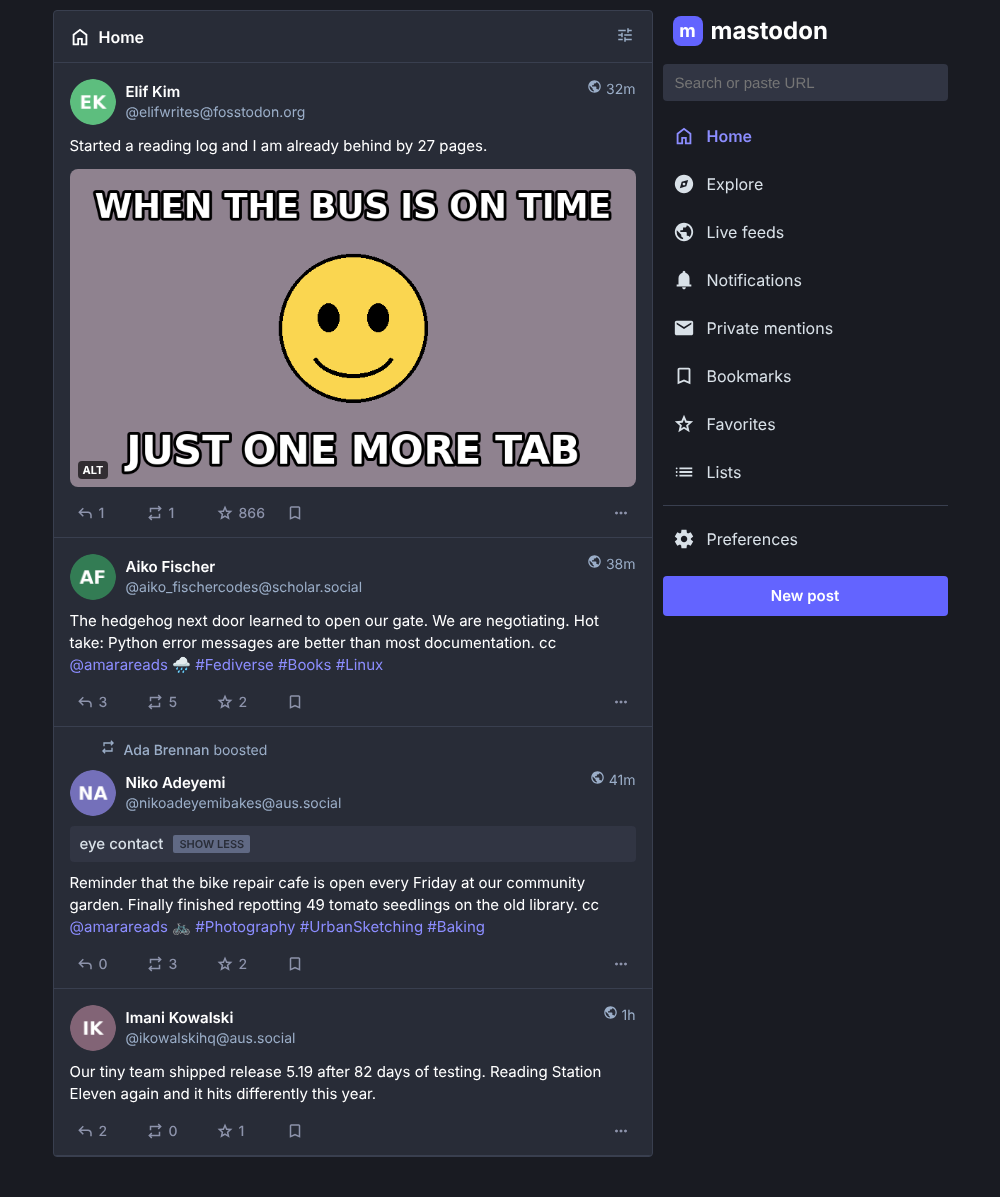 Home
EK
Elif Kim
32m
@elifwrites@fosstodon.org
Started a reading log and I am already behind by 27 pages.
WHEN THE BUS IS ON TIME
JUST ONE MORE TAB
ALT
1 1 866
AF
Aiko Fischer
38m
@aiko_fischercodes@scholar.social
The hedgehog next door learned to open our gate. We are negotiating. Hot
take: Python error messages are better than most documentation. cc
@amarareads 🌧️ #Fediverse #Books #Linux
3 5 2
Ada Brennan boosted
NA
Niko Adeyemi
41m
@nikoadeyemibakes@aus.social
eye contact SHOW LESS
Reminder that the bike repair cafe is open every Friday at our community
garden. Finally finished repotting 49 tomato seedlings on the old library. cc
@amarareads 🚲 #Photography #UrbanSketching #Baking
0 3 2
IK
Imani Kowalski
1h
@ikowalskihq@aus.social
Our tiny team shipped release 5.19 after 82 days of testing. Reading Station
Eleven again and it hits differently this year.
2 0 1
m mastodon
Search or paste URL
Home
Explore
Live feeds
Notifications
Private mentions
Bookmarks
Favorites
Lists
Preferences
New post